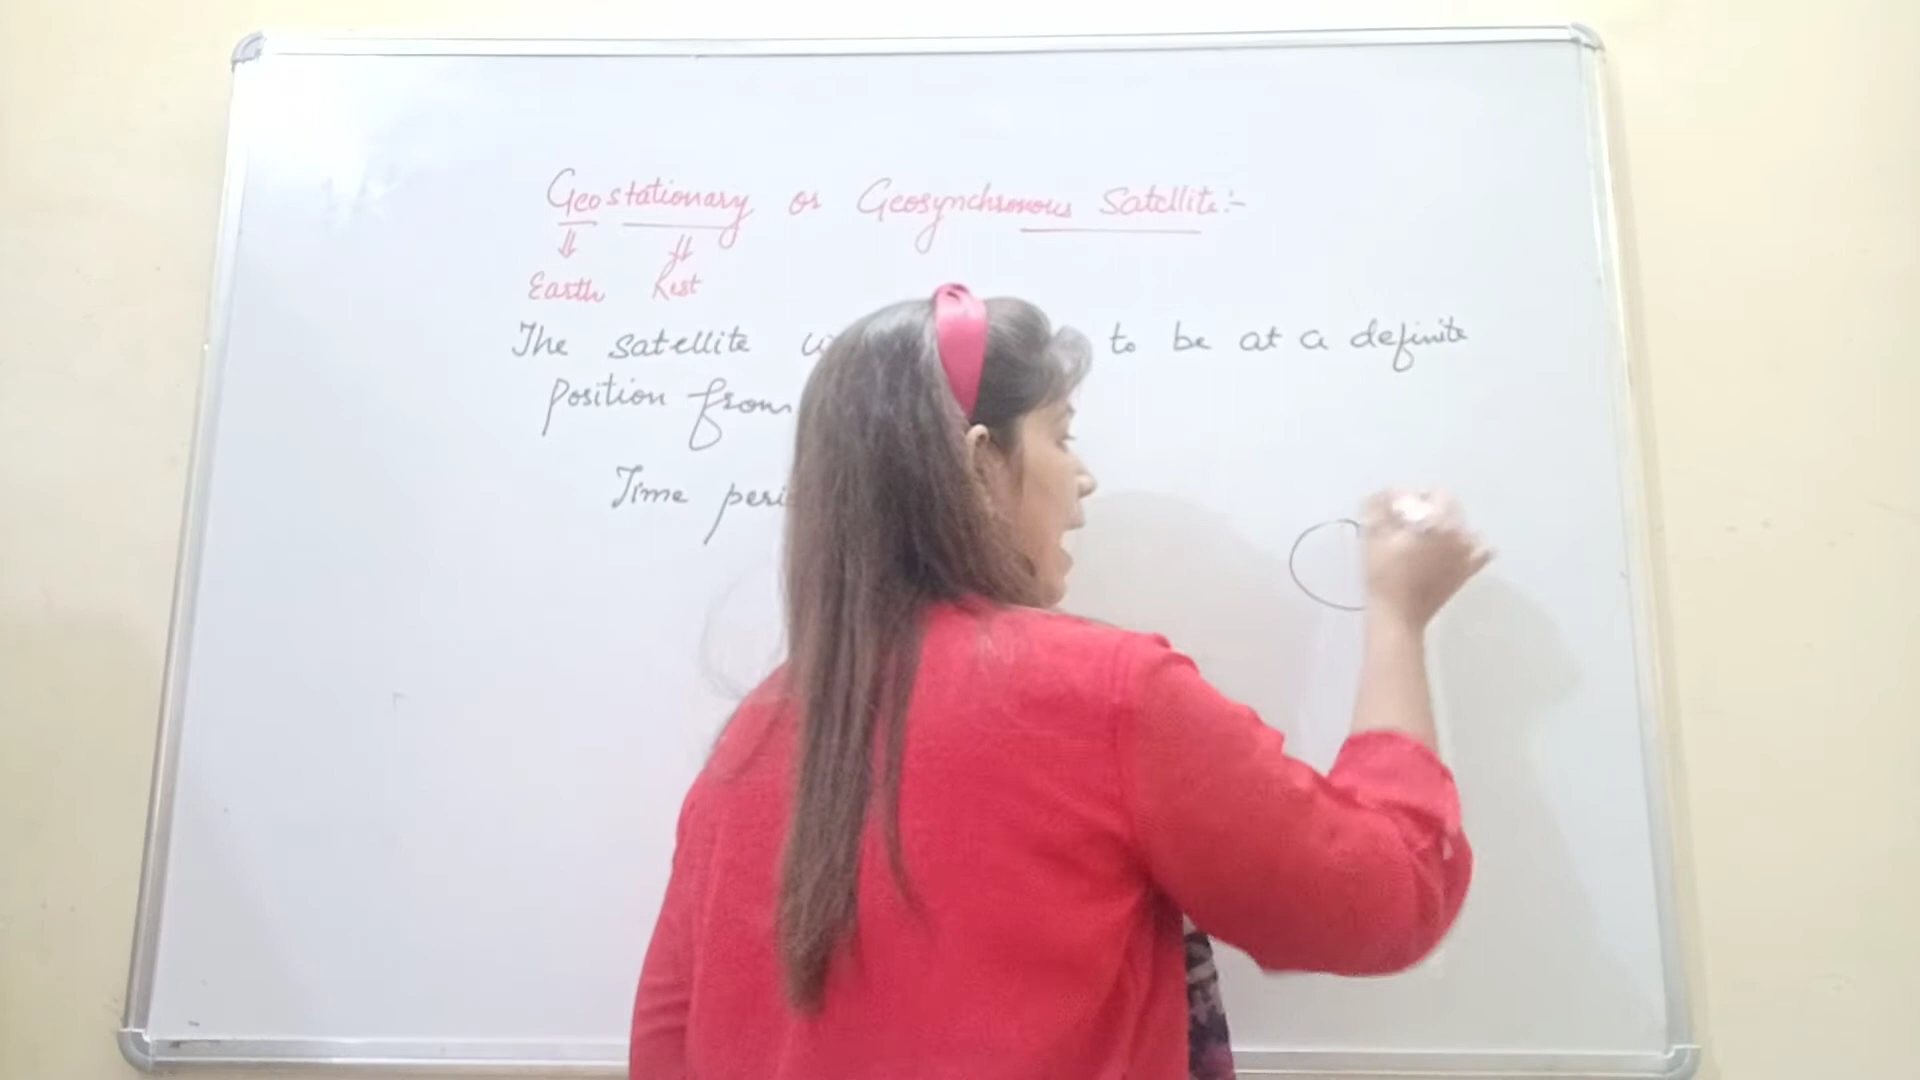 Geostationary or Geosynchronous Satellite:-
⇓ ⇓
Earth Rest
The satellite to be at a definite
position from
Time peri